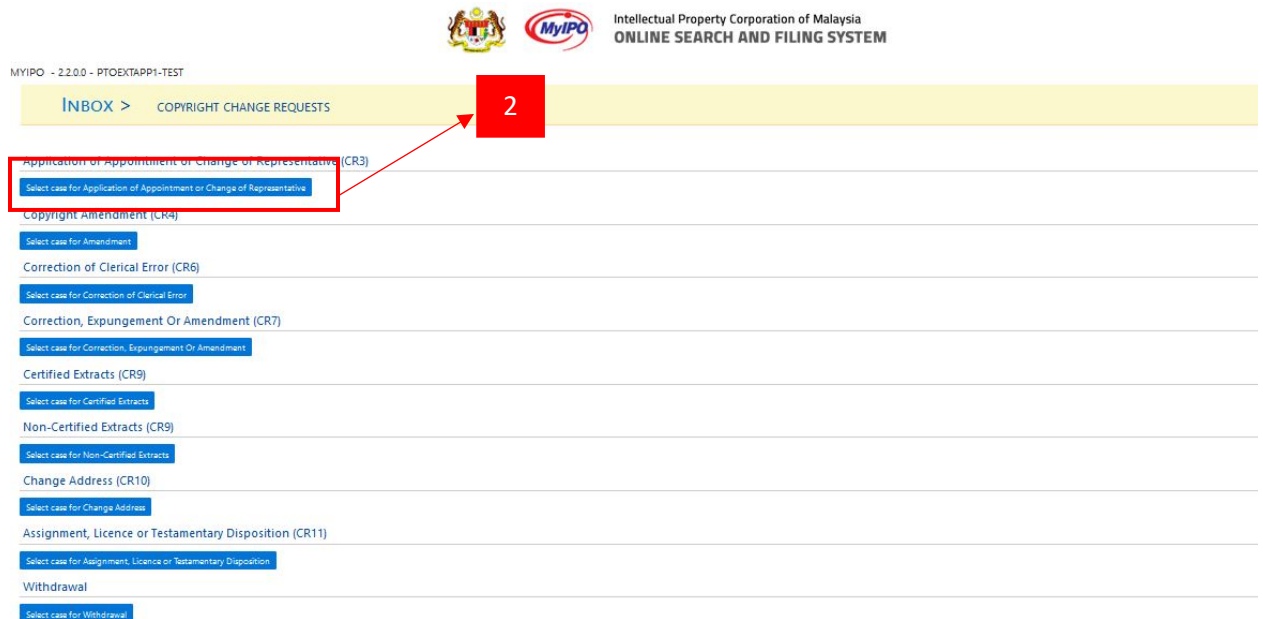 MyIPO
Intellectual Property Corporation of Malaysia
ONLINE SEARCH AND FILING SYSTEM
MYIPO - 2.2.0.0 - PTOEXTAPP1-TEST
INBOX > COPYRIGHT CHANGE REQUESTS
2
Application of Appointment or Change of Representative (CR3)
Select case for Application of Appointment or Change of Representative
Copyright Amendment (CR4)
Select case for Amendment
Correction of Clerical Error (CR6)
Select case for Correction of Clerical Error
Correction, Expungement Or Amendment (CR7)
Select case for Correction, Expungement Or Amendment
Certified Extracts (CR9)
Select case for Certified Extracts
Non-Certified Extracts (CR9)
Select case for Non-Certified Extracts
Change Address (CR10)
Select case for Change Address
Assignment, Licence or Testamentary Disposition (CR11)
Select case for Assignment, Licence or Testamentary Disposition
Withdrawal
Select case for Withdrawal